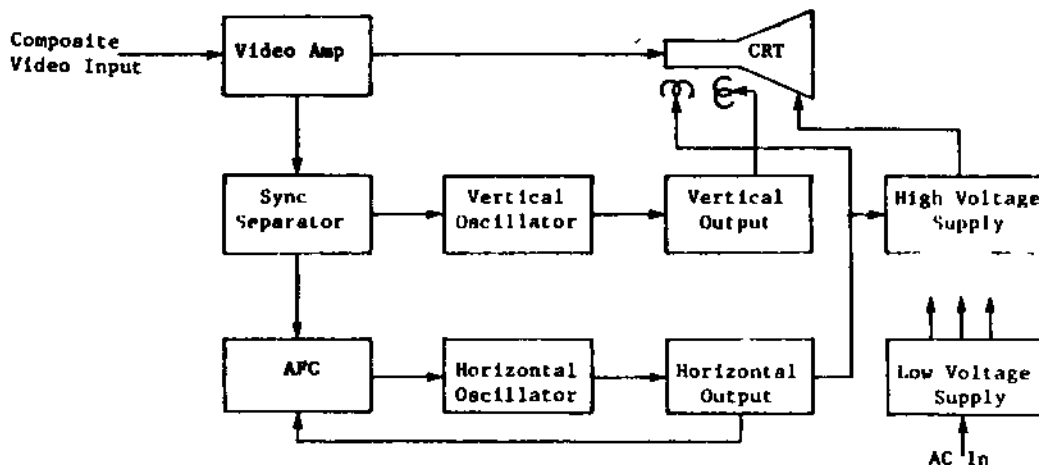 Composite
Video Input
Video Amp
CRT
Sync
Separator
Vertical
Oscillator
Vertical
Output
High Voltage
Supply
AFC
Horizontal
Oscillator
Horizontal
Output
Low Voltage
Supply
AC In